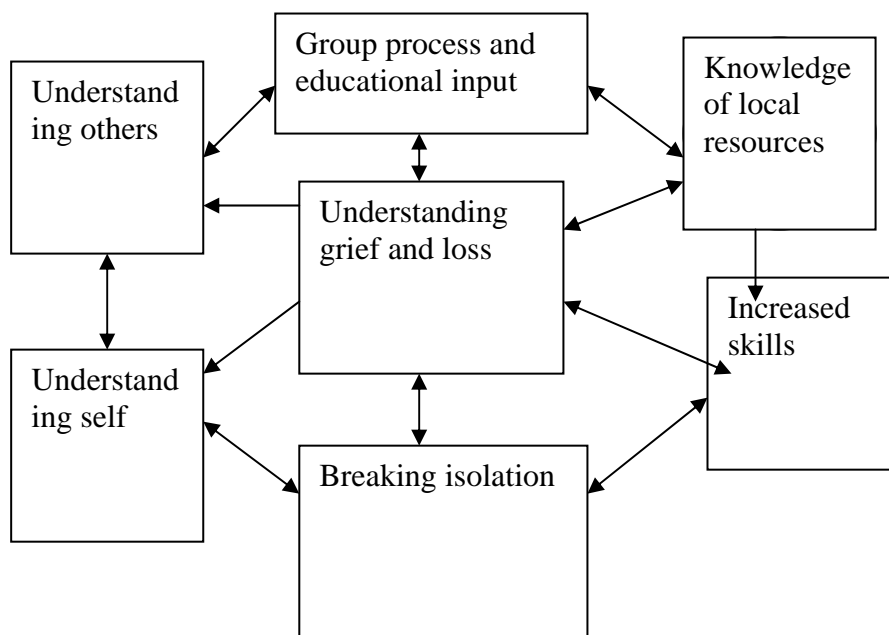 Group process and
educational input
Understand
ing others
Knowledge
of local
resources
Understanding
grief and loss
Increased
skills
Understand
ing self
Breaking isolation